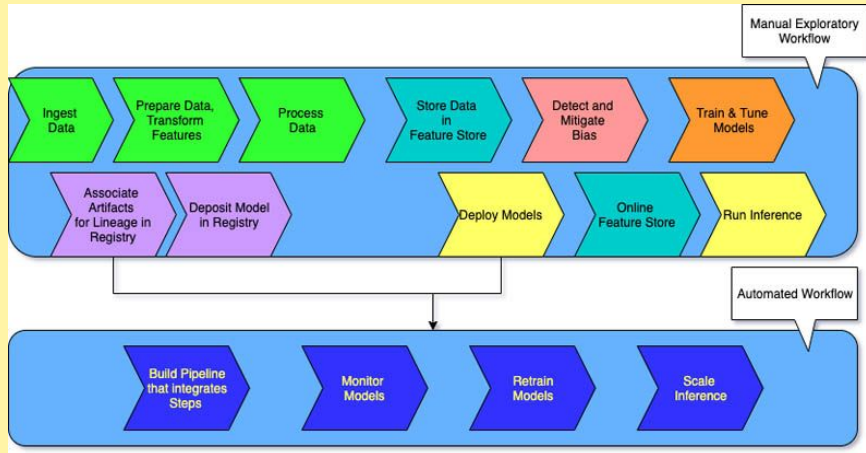 Manual Exploratory
Workflow
Ingest
Data
Prepare Data,
Transform
Features
Process
Data
Store Data
in
Feature Store
Detect and
Mitigate
Bias
Train & Tune
Models
Associate
Artifacts
for Lineage in
Registry
Deposit Model
in Registry
Deploy Models
Online
Feature Store
Run Inference
Automated Workflow
Build Pipeline
that integrates
Steps
Monitor
Models
Retrain
Models
Scale
Inference